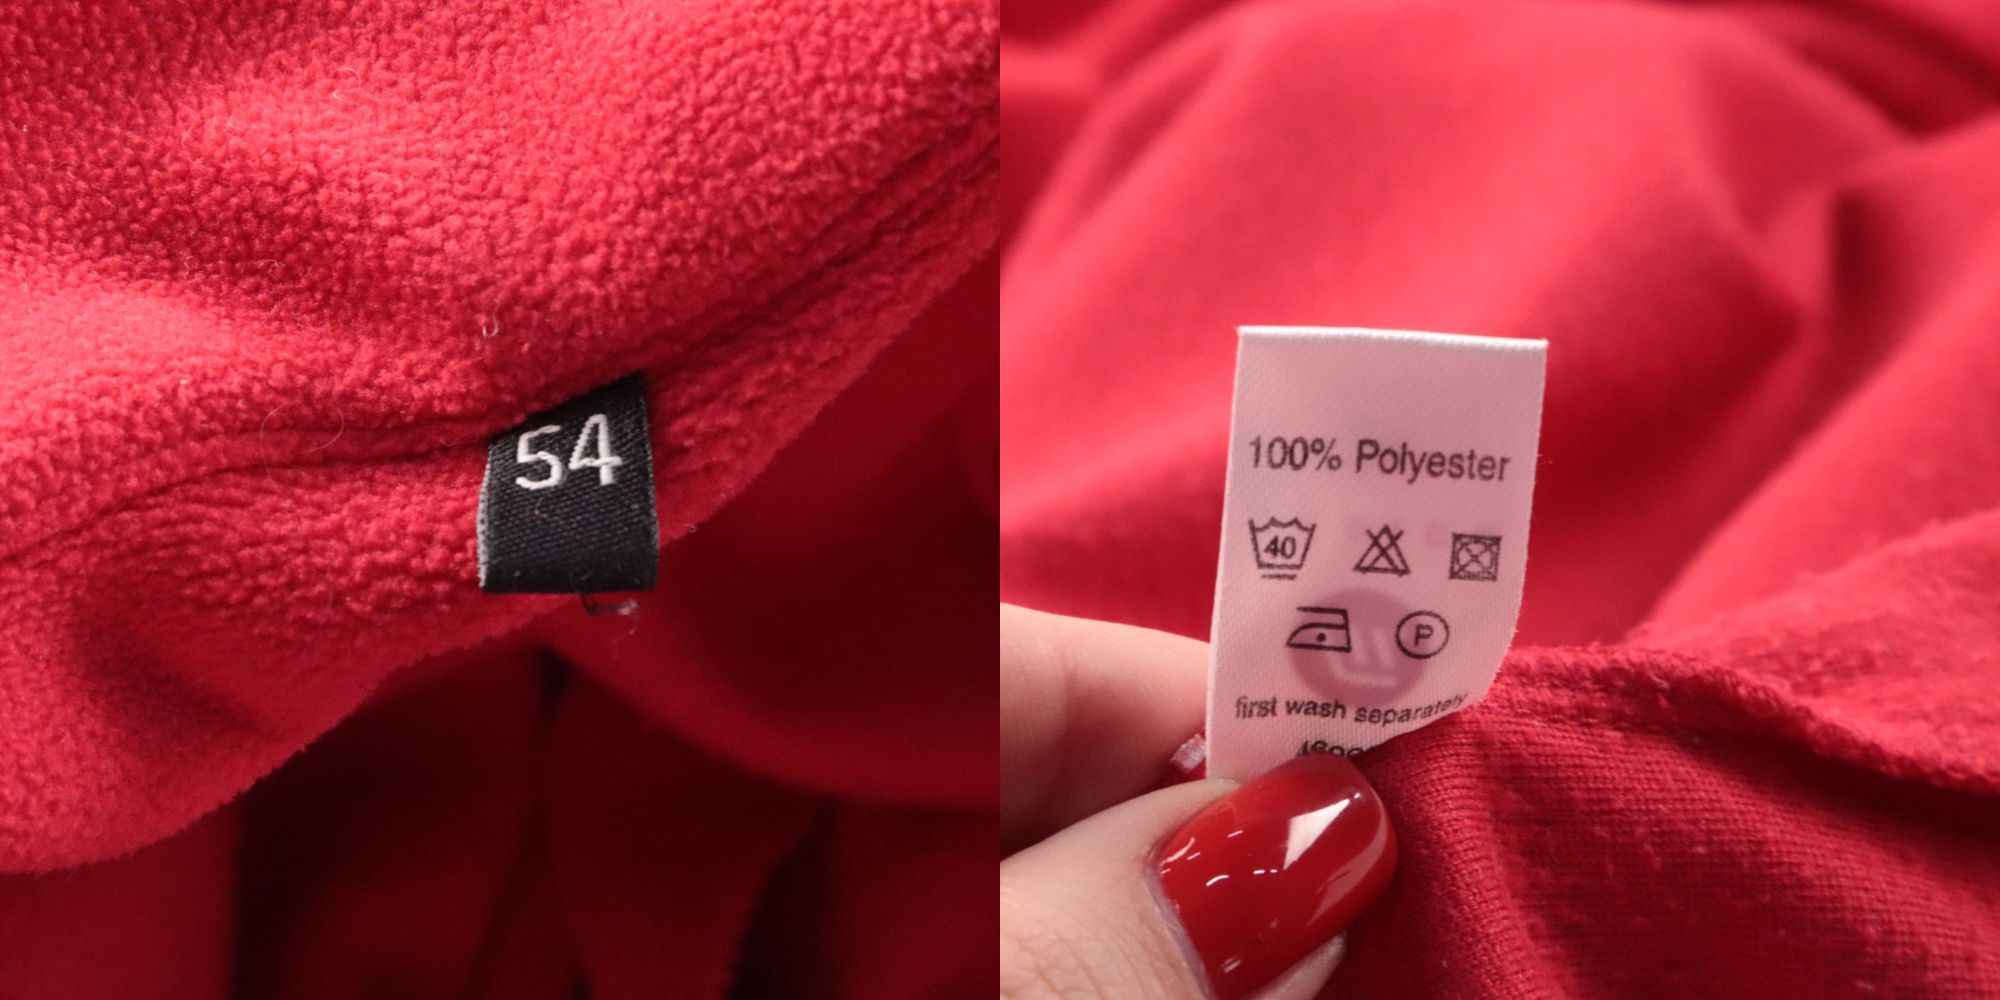 54
100% Polyester
40
P
first wash separately